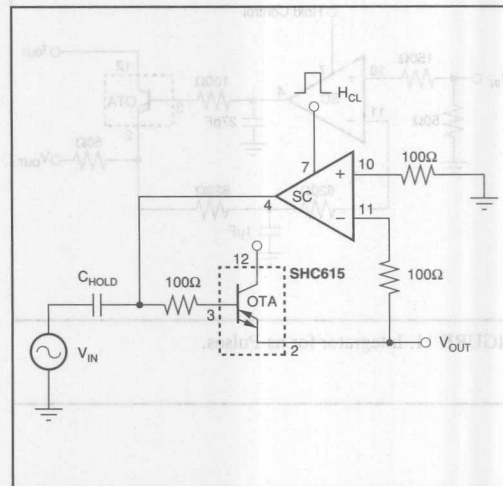 H_CL
7
10
100Ω
+
SC
4
−
11
C_HOLD
100Ω
12
SHC615
100Ω
OTA
3
2
V_OUT
V_IN